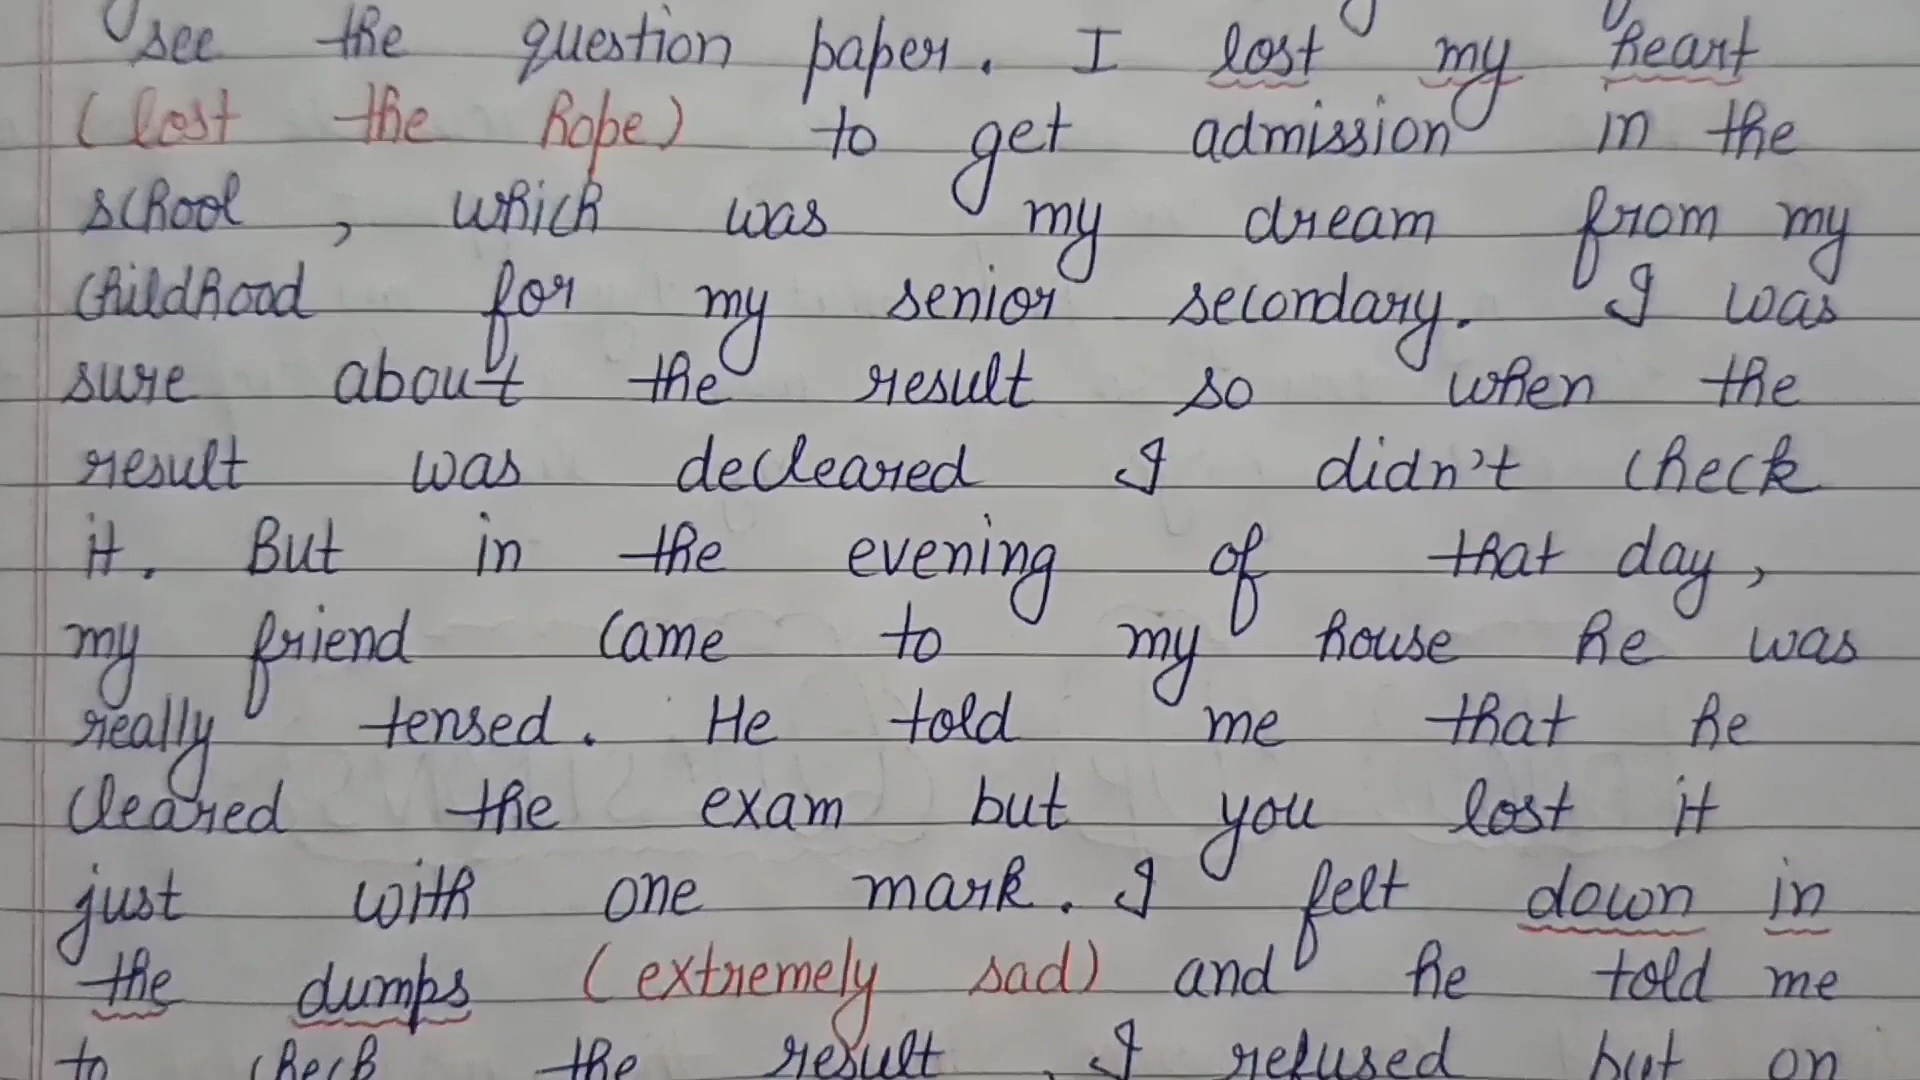 see the question paper. I lost my heart
(lost the hope) to get admission in the
school, which was my dream from my
childhood for my senior secondary. I was
sure about the result so when the
result was decleared I didn't check
it. But in the evening of that day,
my friend came to my house he was
really tensed. He told me that he
cleared the exam but you lost it
just with one mark. I felt down in
the dumps (extremely sad) and he told me
to check the result. I refused but on